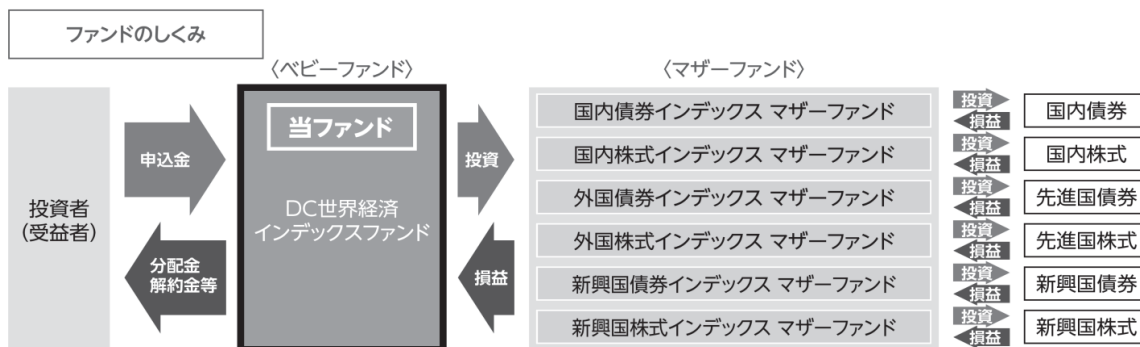 ファンドのしくみ
〈ベビーファンド〉
〈マザーファンド〉
投資者
(受益者)
申込金
分配金
解約金等
当ファンド
DC世界経済
インデックスファンド
投資
損益
国内債券インデックス マザーファンド
投資
損益
国内債券
国内株式インデックス マザーファンド
投資
損益
国内株式
外国債券インデックス マザーファンド
投資
損益
先進国債券
外国株式インデックス マザーファンド
投資
損益
先進国株式
新興国債券インデックス マザーファンド
投資
損益
新興国債券
新興国株式インデックス マザーファンド
投資
損益
新興国株式